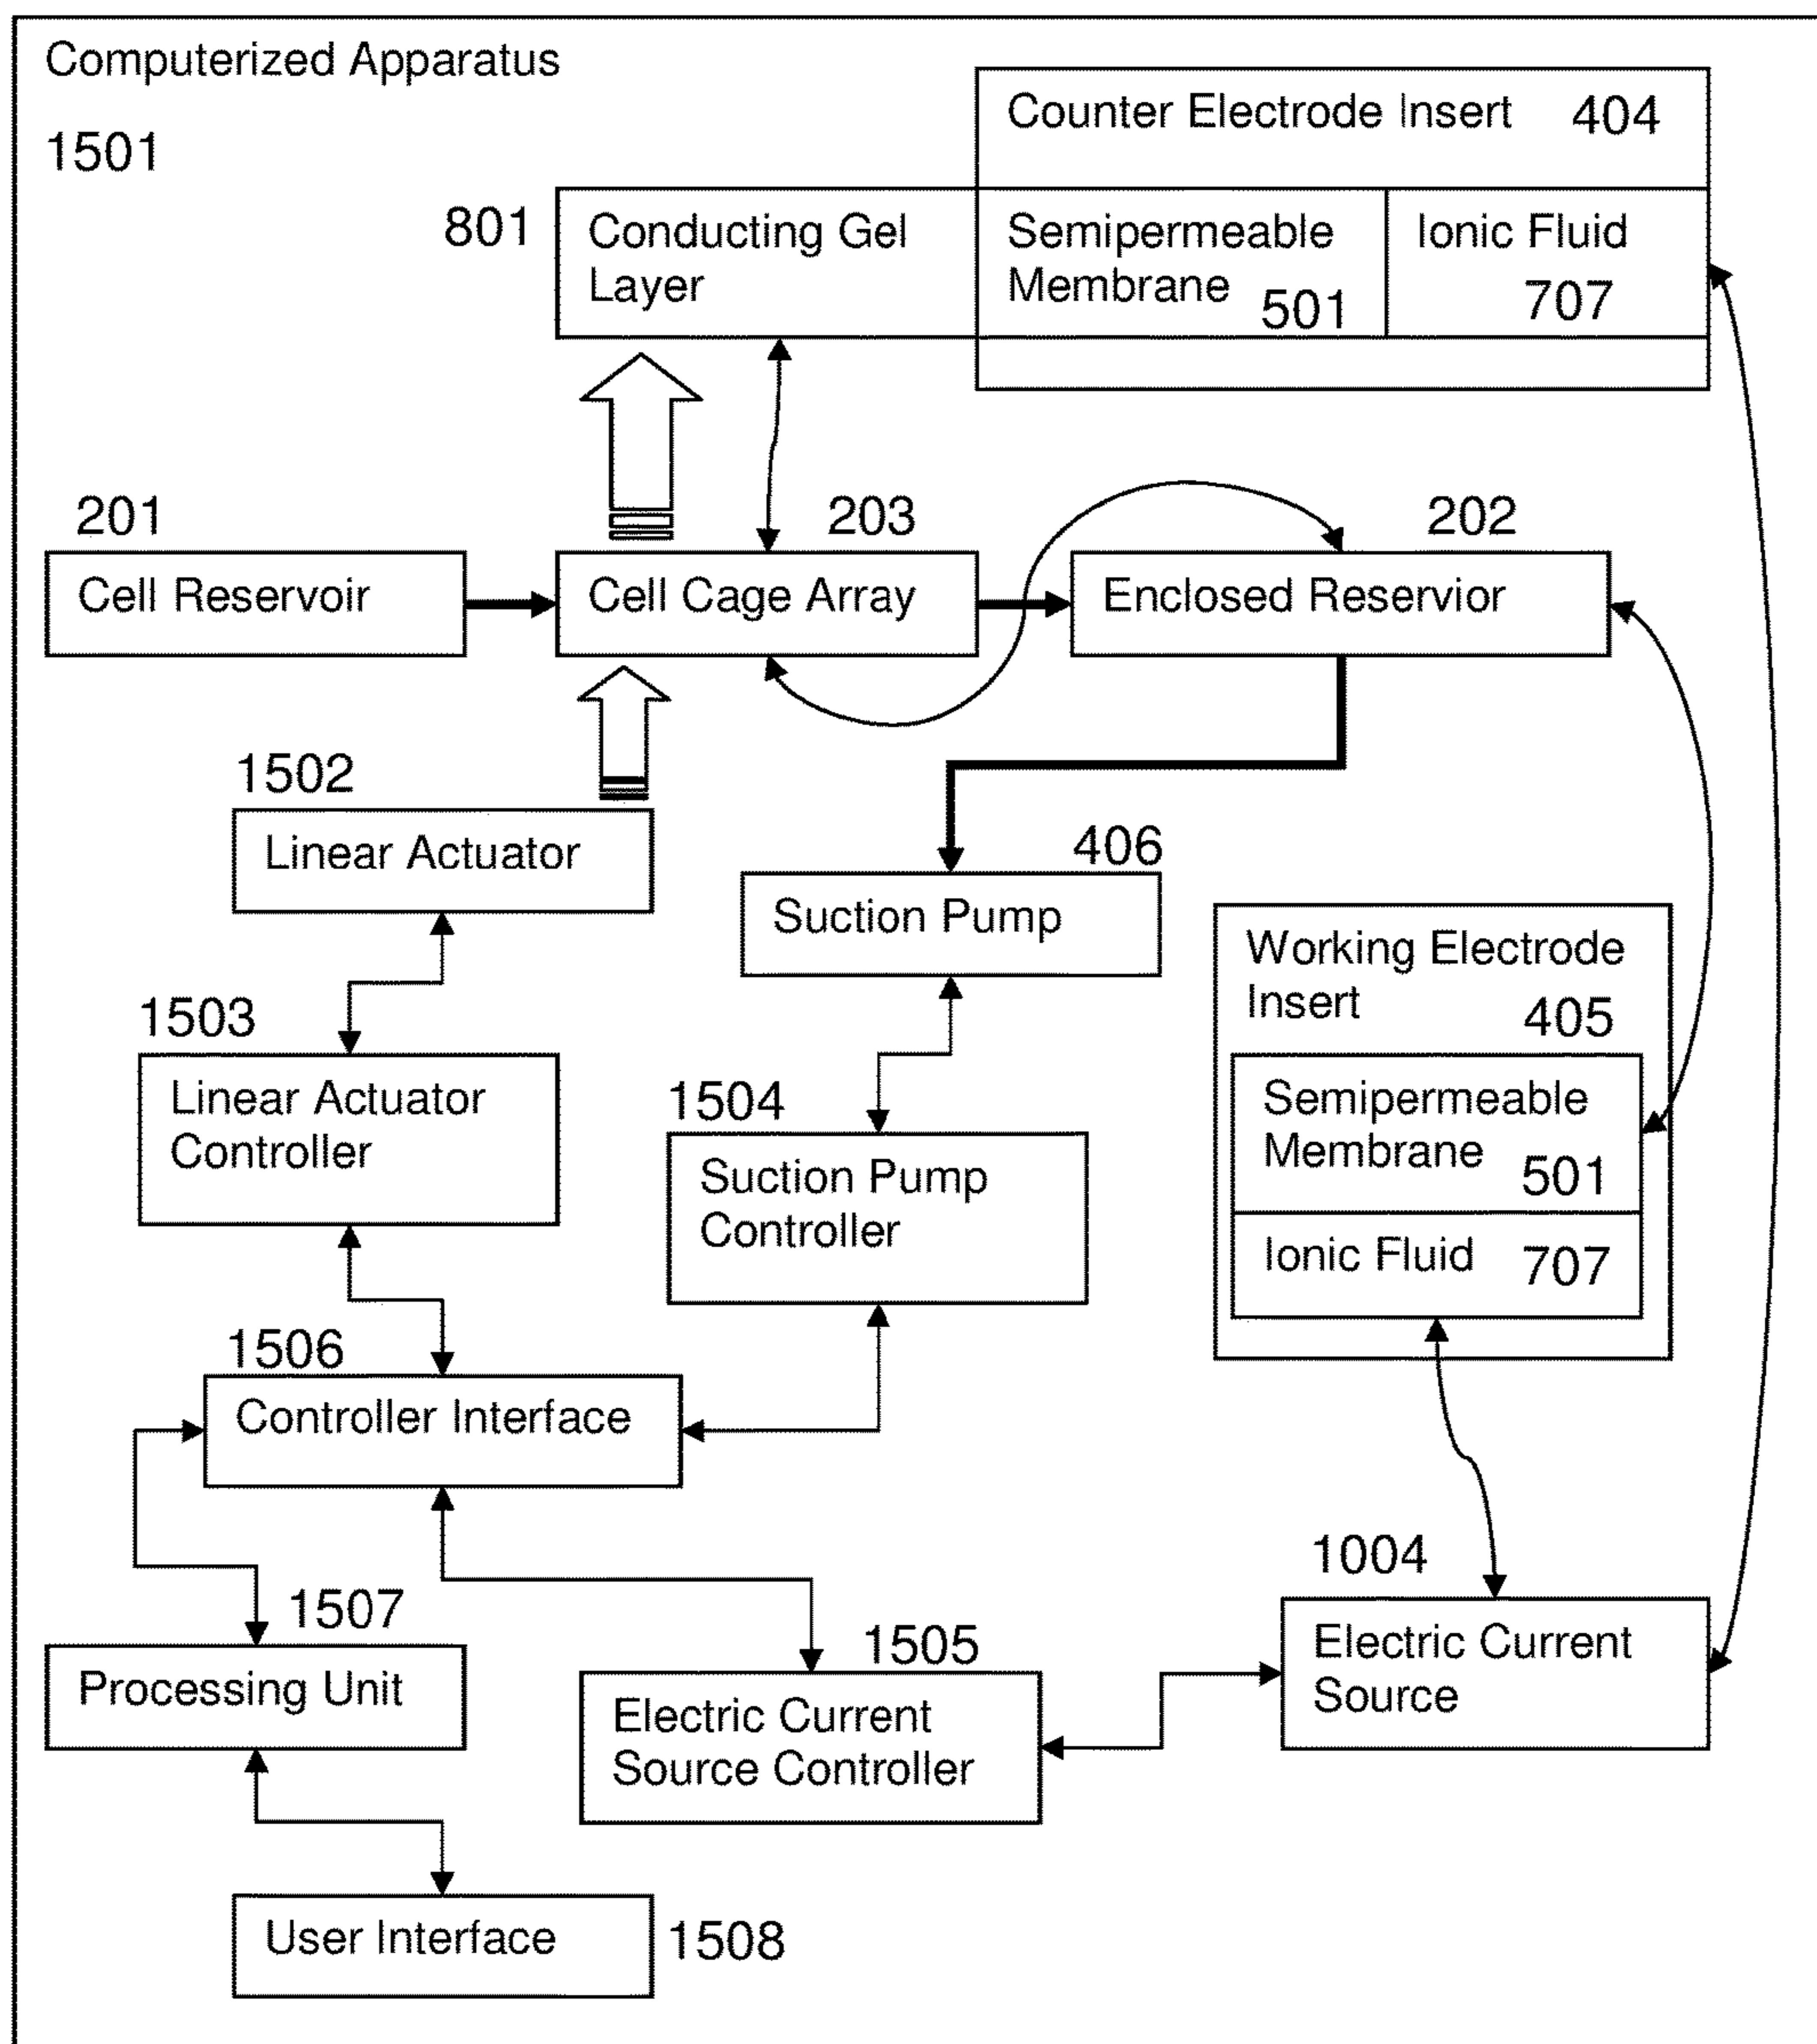 Computerized Apparatus
1501
Counter Electrode Insert 404
801
Conducting Gel
Layer
Semipermeable
Membrane 501
Ionic Fluid
707
201
Cell Reservoir
203
Cell Cage Array
202
Enclosed Reservior
1502
Linear Actuator
406
Suction Pump
Working Electrode
Insert 405
Semipermeable
Membrane 501
Ionic Fluid 707
1503
Linear Actuator
Controller
1504
Suction Pump
Controller
1506
Controller Interface
1507
Processing Unit
1505
Electric Current
Source Controller
1004
Electric Current
Source
User Interface 1508